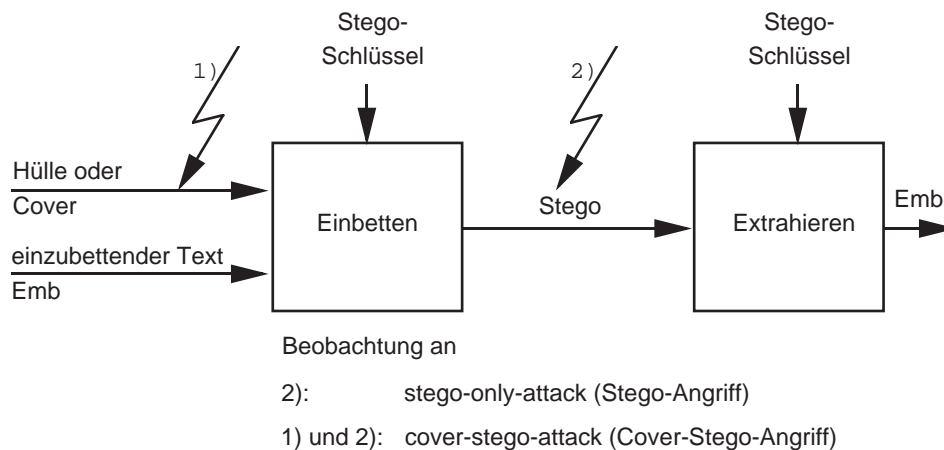 Stego-
Schlüssel
Stego-
Schlüssel
1)
2)
Hülle oder
Cover
einzubettender Text
Emb
Einbetten
Stego
Extrahieren
Emb
Beobachtung an
2): stego-only-attack (Stego-Angriff)
1) und 2): cover-stego-attack (Cover-Stego-Angriff)